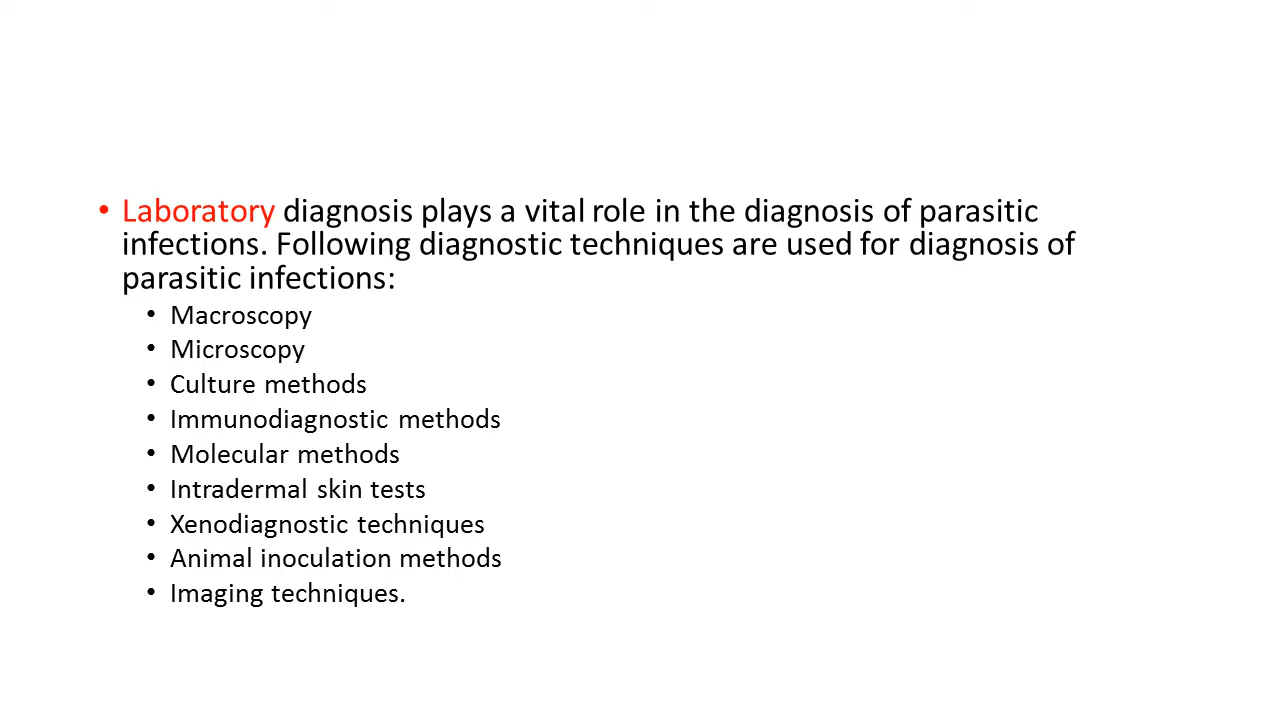 • Laboratory diagnosis plays a vital role in the diagnosis of parasitic
infections. Following diagnostic techniques are used for diagnosis of
parasitic infections:
• Macroscopy
• Microscopy
• Culture methods
• Immunodiagnostic methods
• Molecular methods
• Intradermal skin tests
• Xenodiagnostic techniques
• Animal inoculation methods
• Imaging techniques.